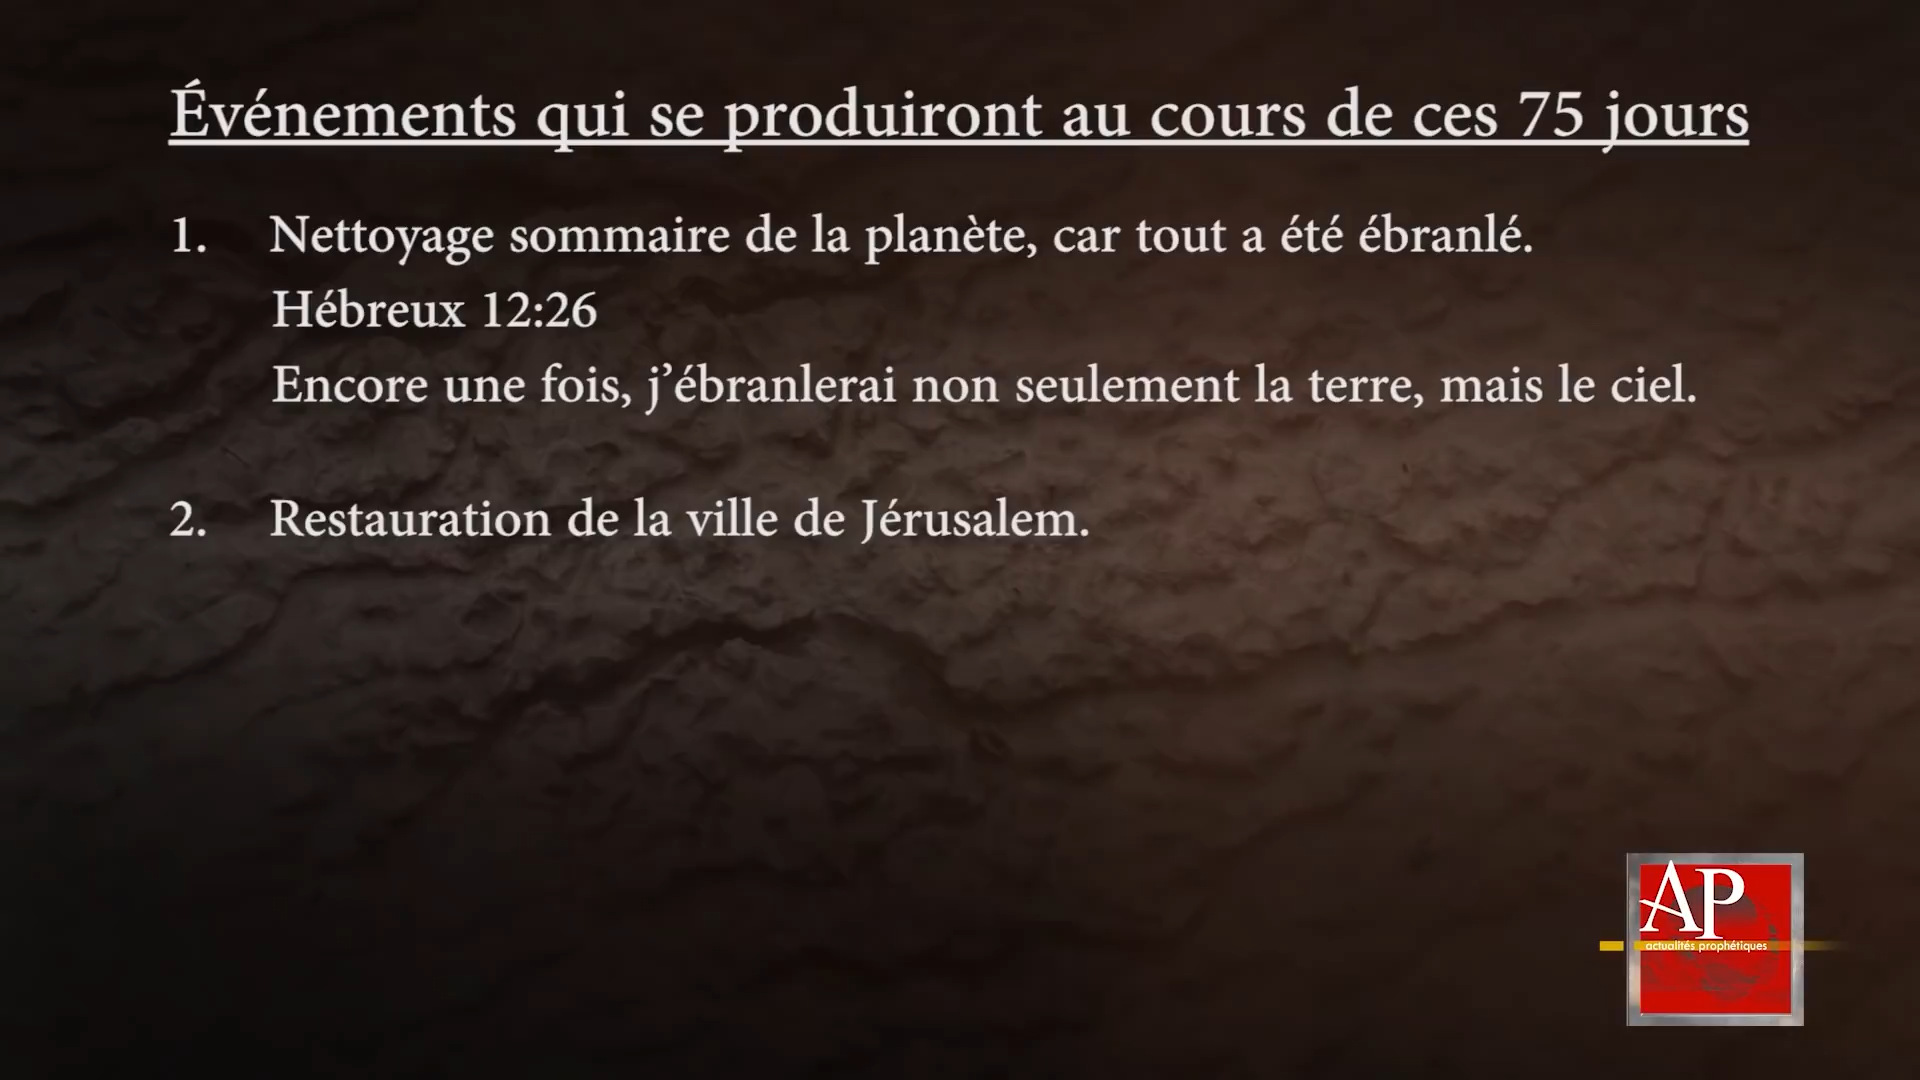 Événements qui se produiront au cours de ces 75 jours
1. Nettoyage sommaire de la planète, car tout a été ébranlé.
Hébreux 12:26
Encore une fois, j’ébranlerai non seulement la terre, mais le ciel.
2. Restauration de la ville de Jérusalem.
AP
actualités prophétiques